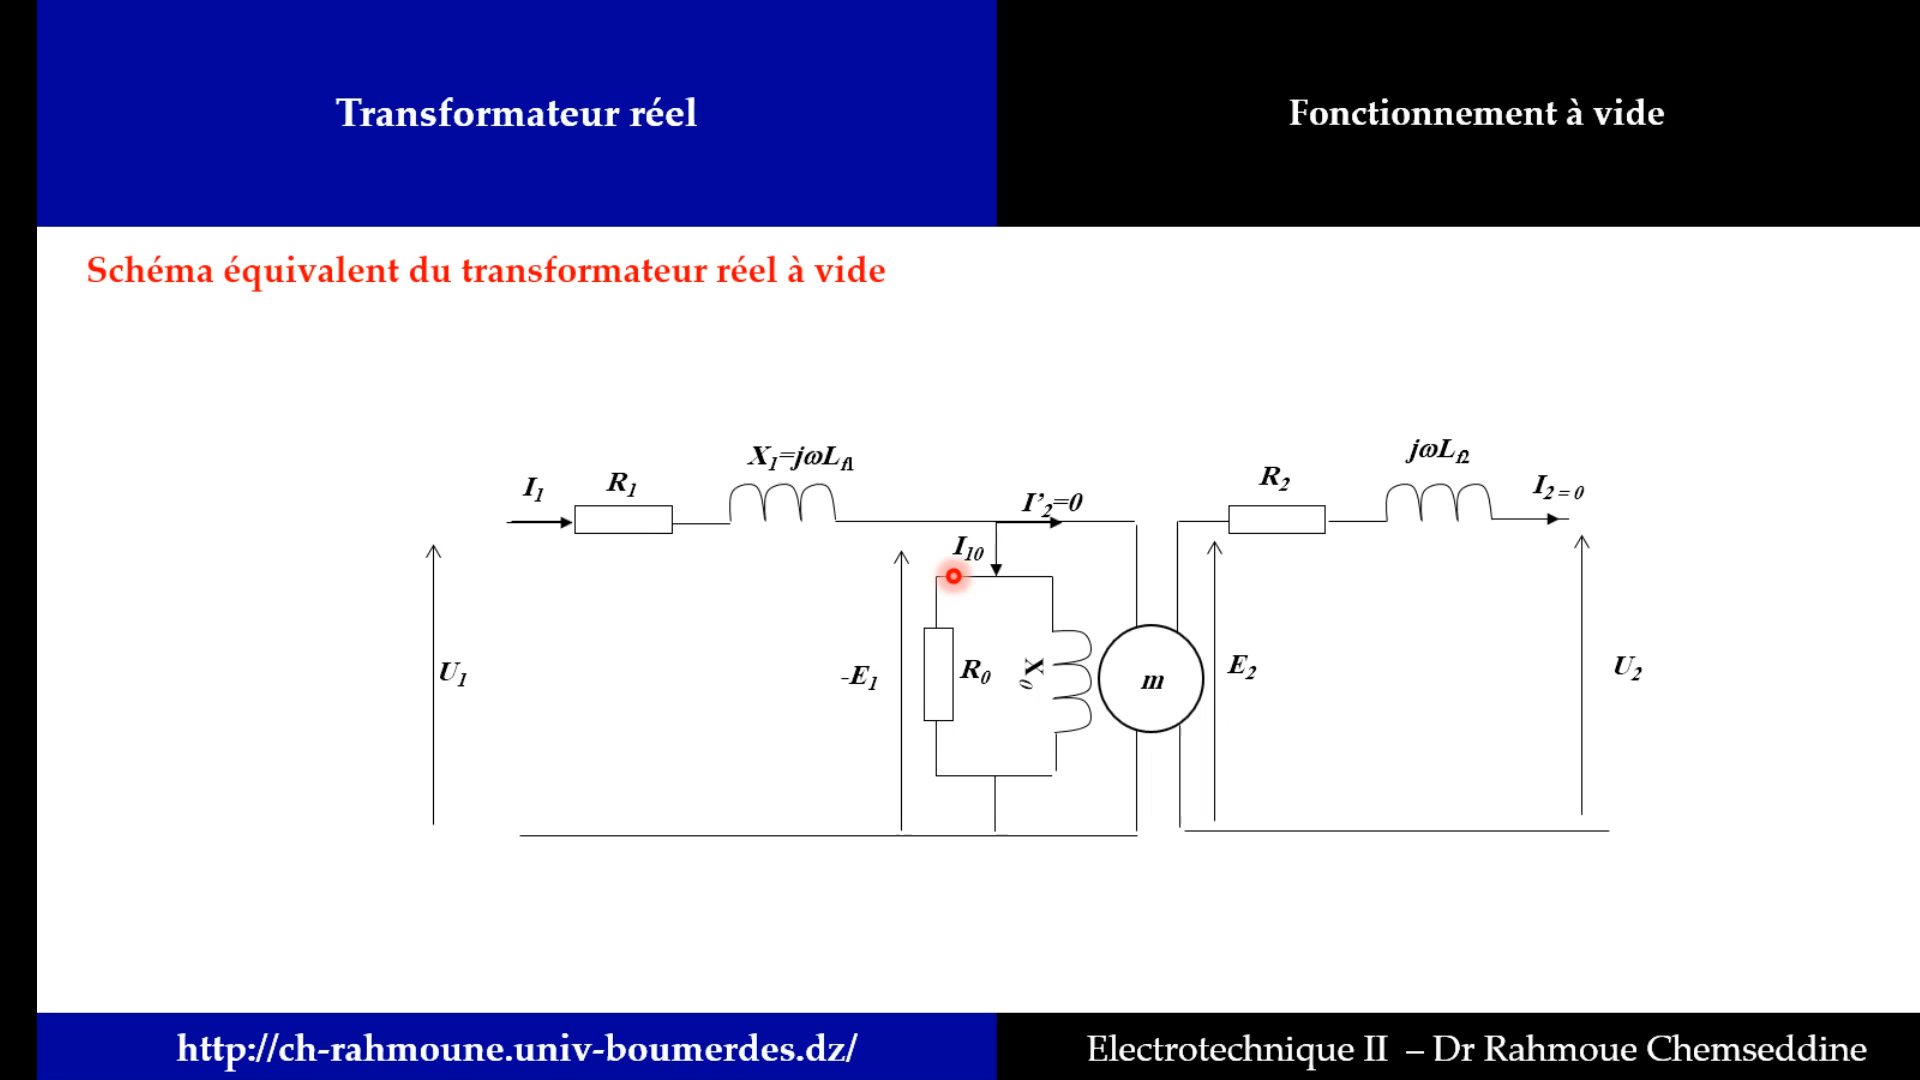 Transformateur réel
Fonctionnement à vide
Schéma équivalent du transformateur réel à vide
I1
R1
X1=jωLf1
I’2=0
I10
R2
jωLf2
I2 = 0
U1
-E1
R0
X0
m
E2
U2
http://ch-rahmoune.univ-boumerdes.dz/
Electrotechnique II – Dr Rahmoue Chemseddine